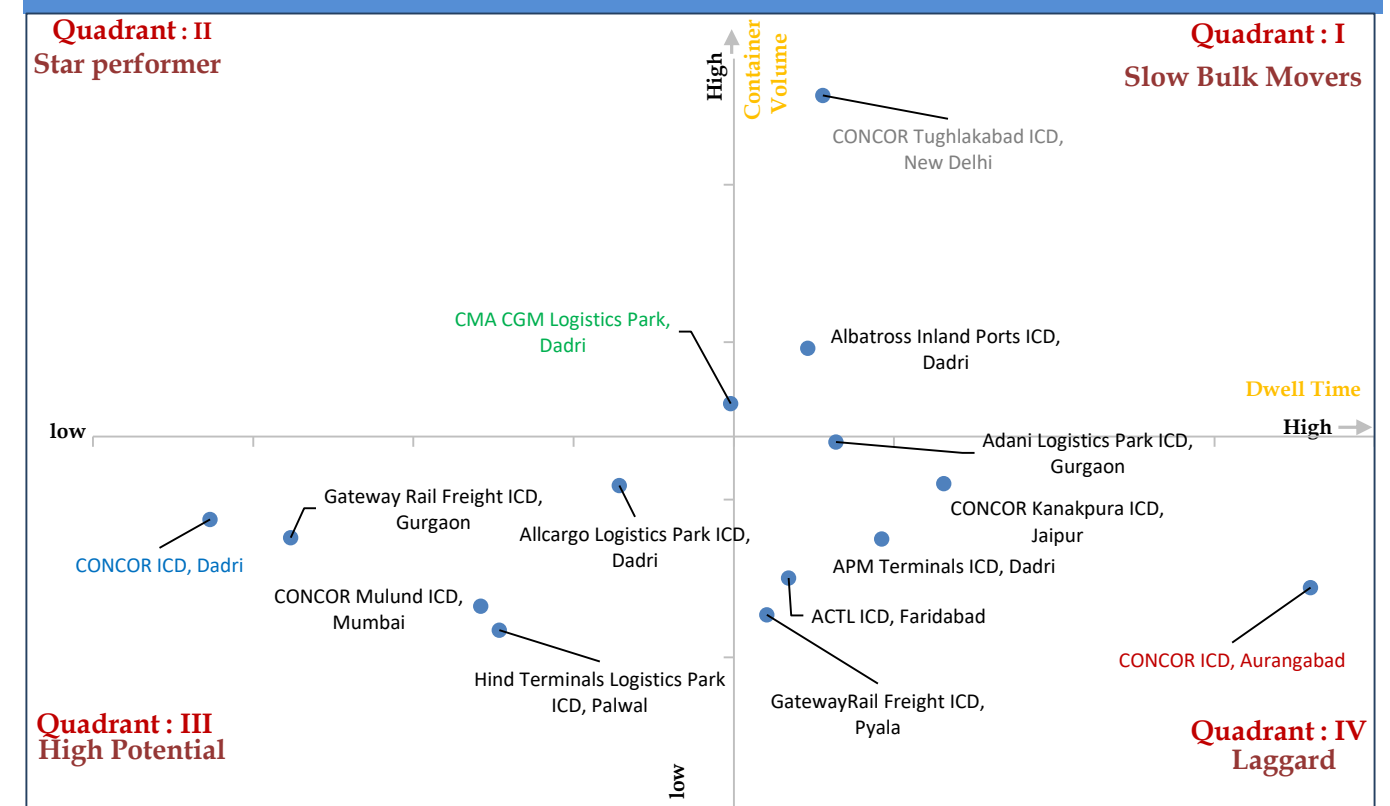 Quadrant : II
Star performer
Quadrant : I
Slow Bulk Movers
High
Container
Volume
CONCOR Tughlakabad ICD,
New Delhi
CMA CGM Logistics Park,
Dadri
Albatross Inland Ports ICD,
Dadri
Dwell Time
low
High
Adani Logistics Park ICD,
Gurgaon
Gateway Rail Freight ICD,
Gurgaon
CONCOR Kanakpura ICD,
Jaipur
Allcargo Logistics Park ICD,
Dadri
CONCOR ICD, Dadri
APM Terminals ICD, Dadri
CONCOR Mulund ICD,
Mumbai
ACTL ICD, Faridabad
CONCOR ICD, Aurangabad
Hind Terminals Logistics Park
ICD, Palwal
GatewayRail Freight ICD,
Pyala
Quadrant : III
High Potential
Quadrant : IV
Laggard
low